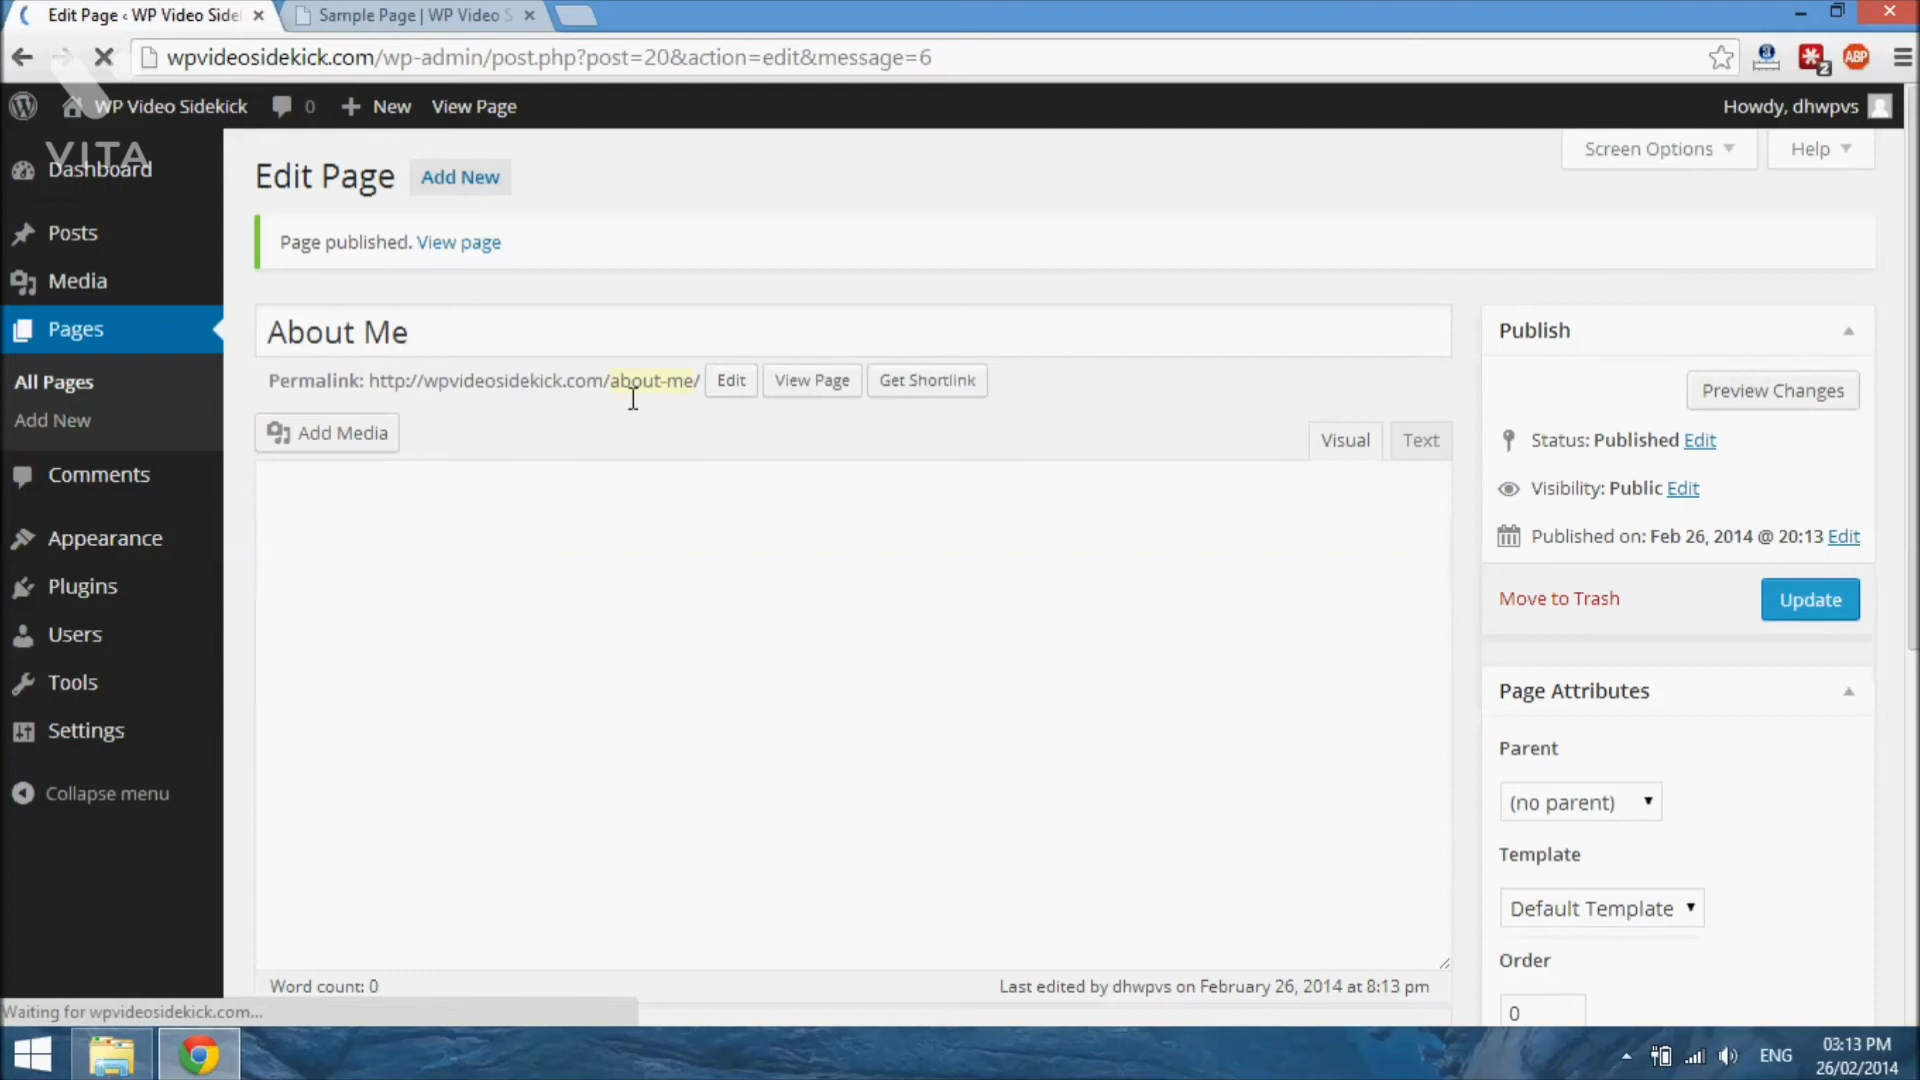 Edit Page ‹ WP Video Side
Sample Page | WP Video S
wpvideosidekick.com/wp-admin/post.php?post=20&action=edit&message=6
2
ABP
WP Video Sidekick
0
New
View Page
Howdy, dhwpvs
VITA
Dashboard
Posts
Media
Pages
All Pages
Add New
Comments
Appearance
Plugins
Users
Tools
Settings
Collapse menu
Screen Options
Help
Edit Page
Add New
Page published. View page
About Me
Permalink: http://wpvideosidekick.com/about-me/
Edit
View Page
Get Shortlink
Add Media
Visual
Text
Word count: 0
Last edited by dhwpvs on February 26, 2014 at 8:13 pm
Publish
Preview Changes
Status: Published Edit
Visibility: Public Edit
Published on: Feb 26, 2014 @ 20:13 Edit
Move to Trash
Update
Page Attributes
Parent
(no parent)
Template
Default Template
Order
0
Waiting for wpvideosidekick.com...
ENG
03:13 PM
26/02/2014